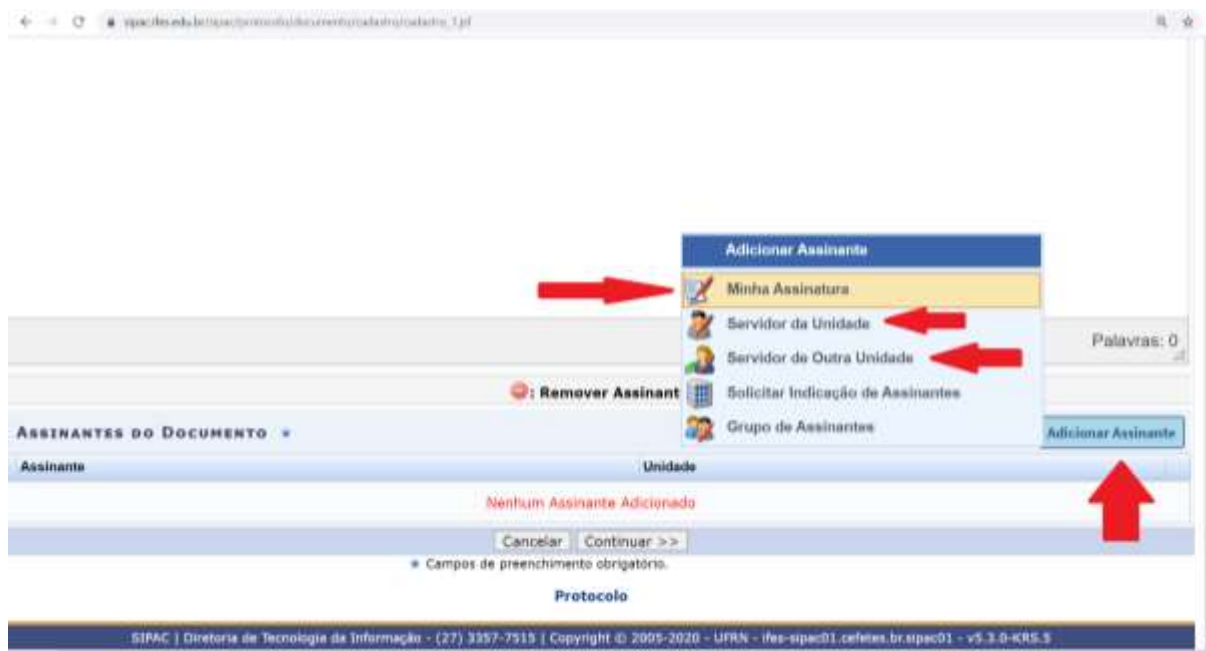 Adicionar Assinante
Minha Assinatura
Servidor da Unidade
Servidor de Outra Unidade
Palavras: 0
: Remover Assinant
Solicitar Indicação de Assinantes
Grupo de Assinantes
ASSINANTES DO DOCUMENTO
Adicionar Assinante
Assinante Unidade
Nenhum Assinante Adicionado
Cancelar Continuar >>
Campos de preenchimento obrigatório.
Protocolo
SIPAC | Diretoria de Tecnologia da Informação - (27) 3357-7515 | Copyright © 2005-2020 - UFRN - ifes-sipac01.cefetes.br.sipac01 - v5.3.0-KRS.5